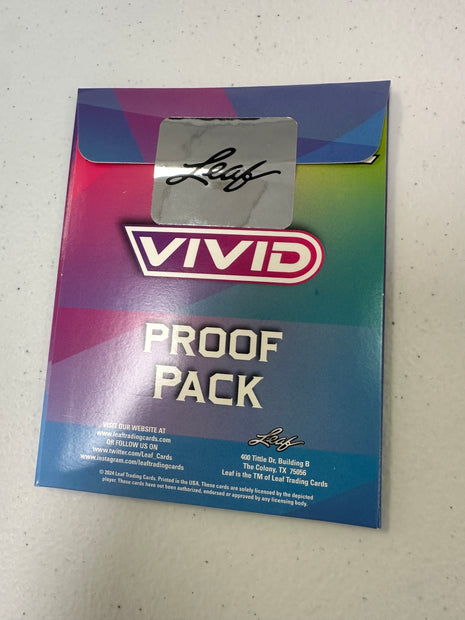 Leaf
VIVID
PROOF
PACK
VISIT OUR WEBSITE AT
www.leaftradingcards.com
OR FOLLOW US ON
www.twitter.com/Leaf_Cards
www.instagram.com/leaftradingcards
Leaf
400 Tittle Dr, Building B
The Colony, TX 75056
Leaf is the TM of Leaf Trading Cards
© 2024 Leaf Trading Cards. Printed in the USA. These cards are solely licensed by the depicted
player. These cards have not been authorized, endorsed or approved by any licensing body.